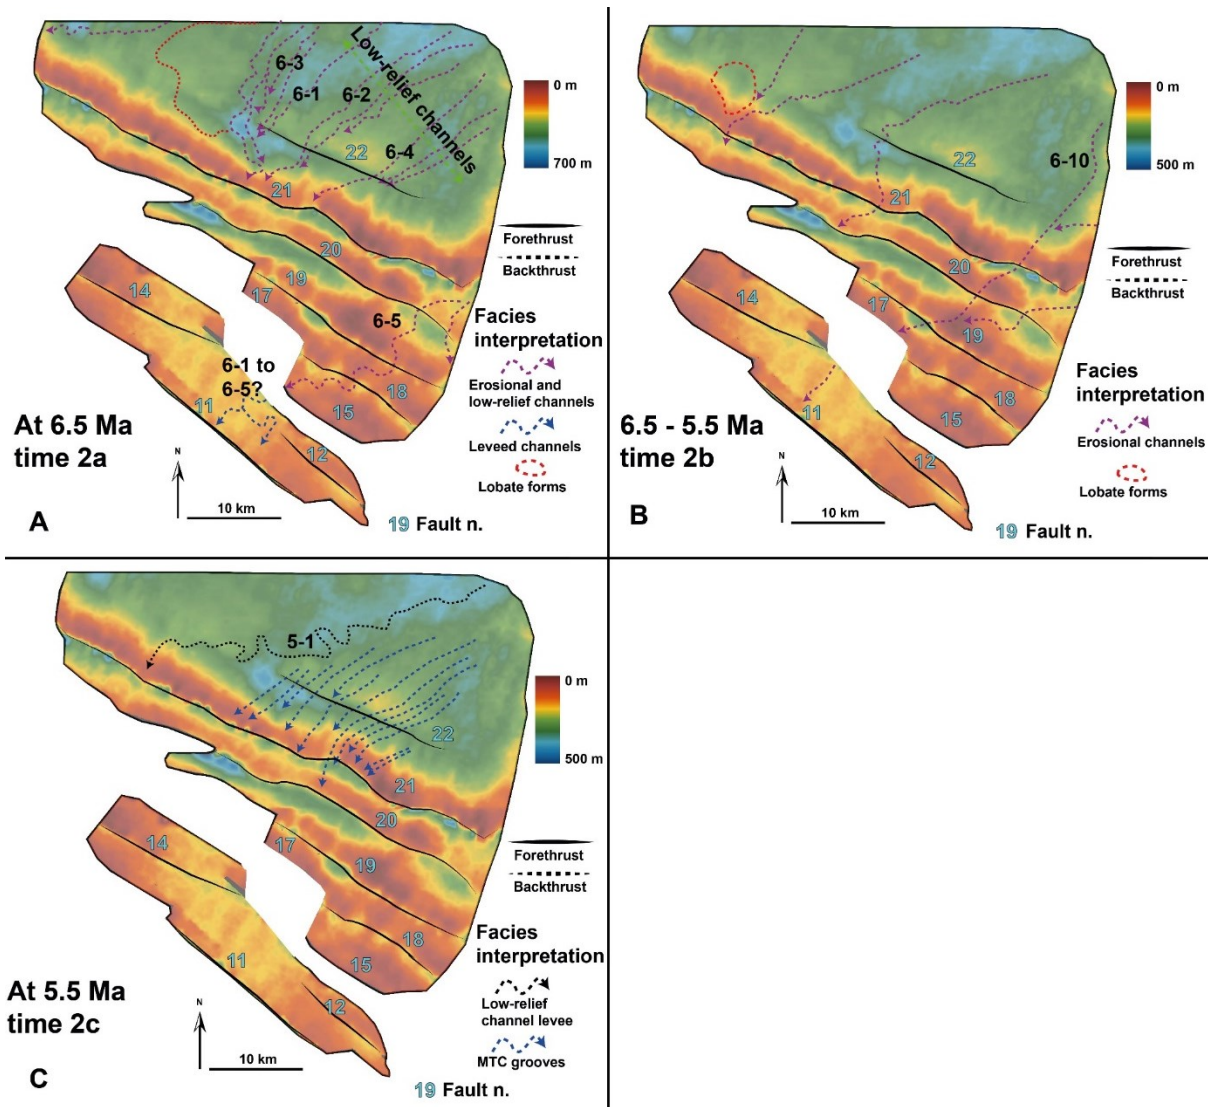 6-3
Low-relief channels
6-1
6-2
0 m
700 m
22
6-4
21
Forethrust
Backthrust
20
19
14
17
6-5
Facies
interpretation
6-1 to
6-5?
Erosional and
low-relief channels
18
11
15
At 6.5 Ma
time 2a
Leveed channels
12
N
Lobate forms
10 km
A
19 Fault n.
0 m
500 m
22
6-10
21
Forethrust
20
Backthrust
14
17
19
Facies
interpretation
18
11
15
6.5 - 5.5 Ma
time 2b
Erosional channels
12
N
Lobate forms
10 km
B
19 Fault n.
5-1
0 m
22
500 m
21
20
14
17
Forethrust
19
Backthrust
18
Facies
interpretation
11
15
At 5.5 Ma
time 2c
Low-relief
channel levee
12
N
10 km
MTC grooves
C
19 Fault n.